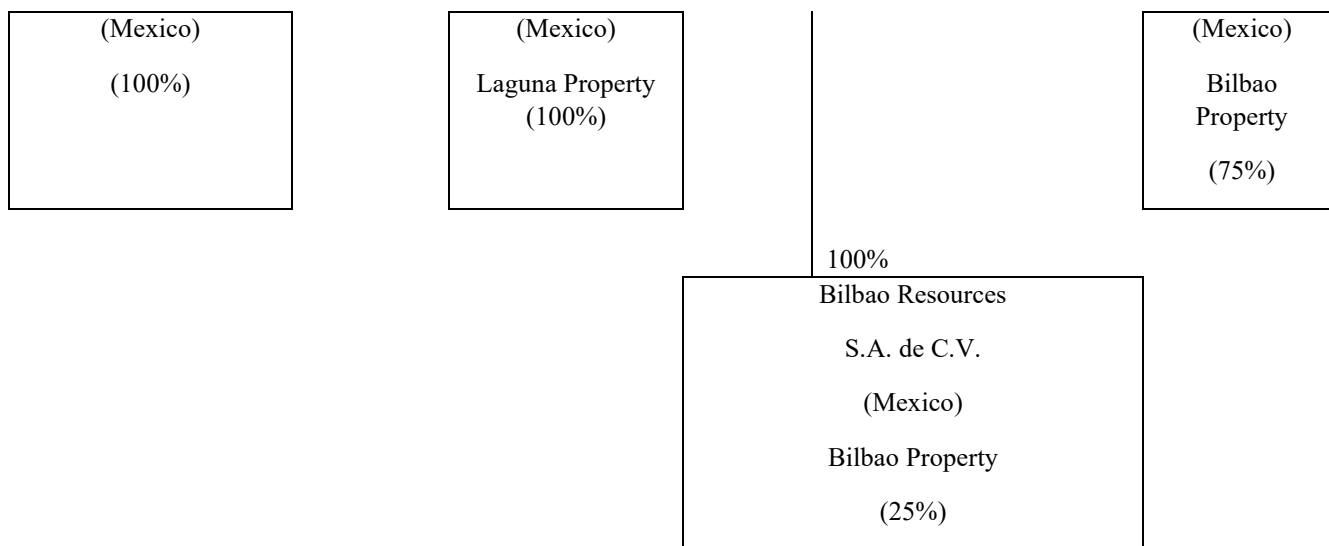 (Mexico)
(100%)
(Mexico)
Laguna Property
(100%)
(Mexico)
Bilbao
Property
(75%)
100%
Bilbao Resources
S.A. de C.V.
(Mexico)
Bilbao Property
(25%)